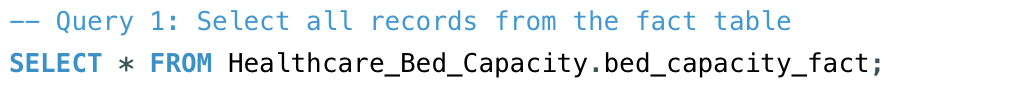 -- Query 1: Select all records from the fact table
SELECT * FROM Healthcare_Bed_Capacity.bed_capacity_fact;